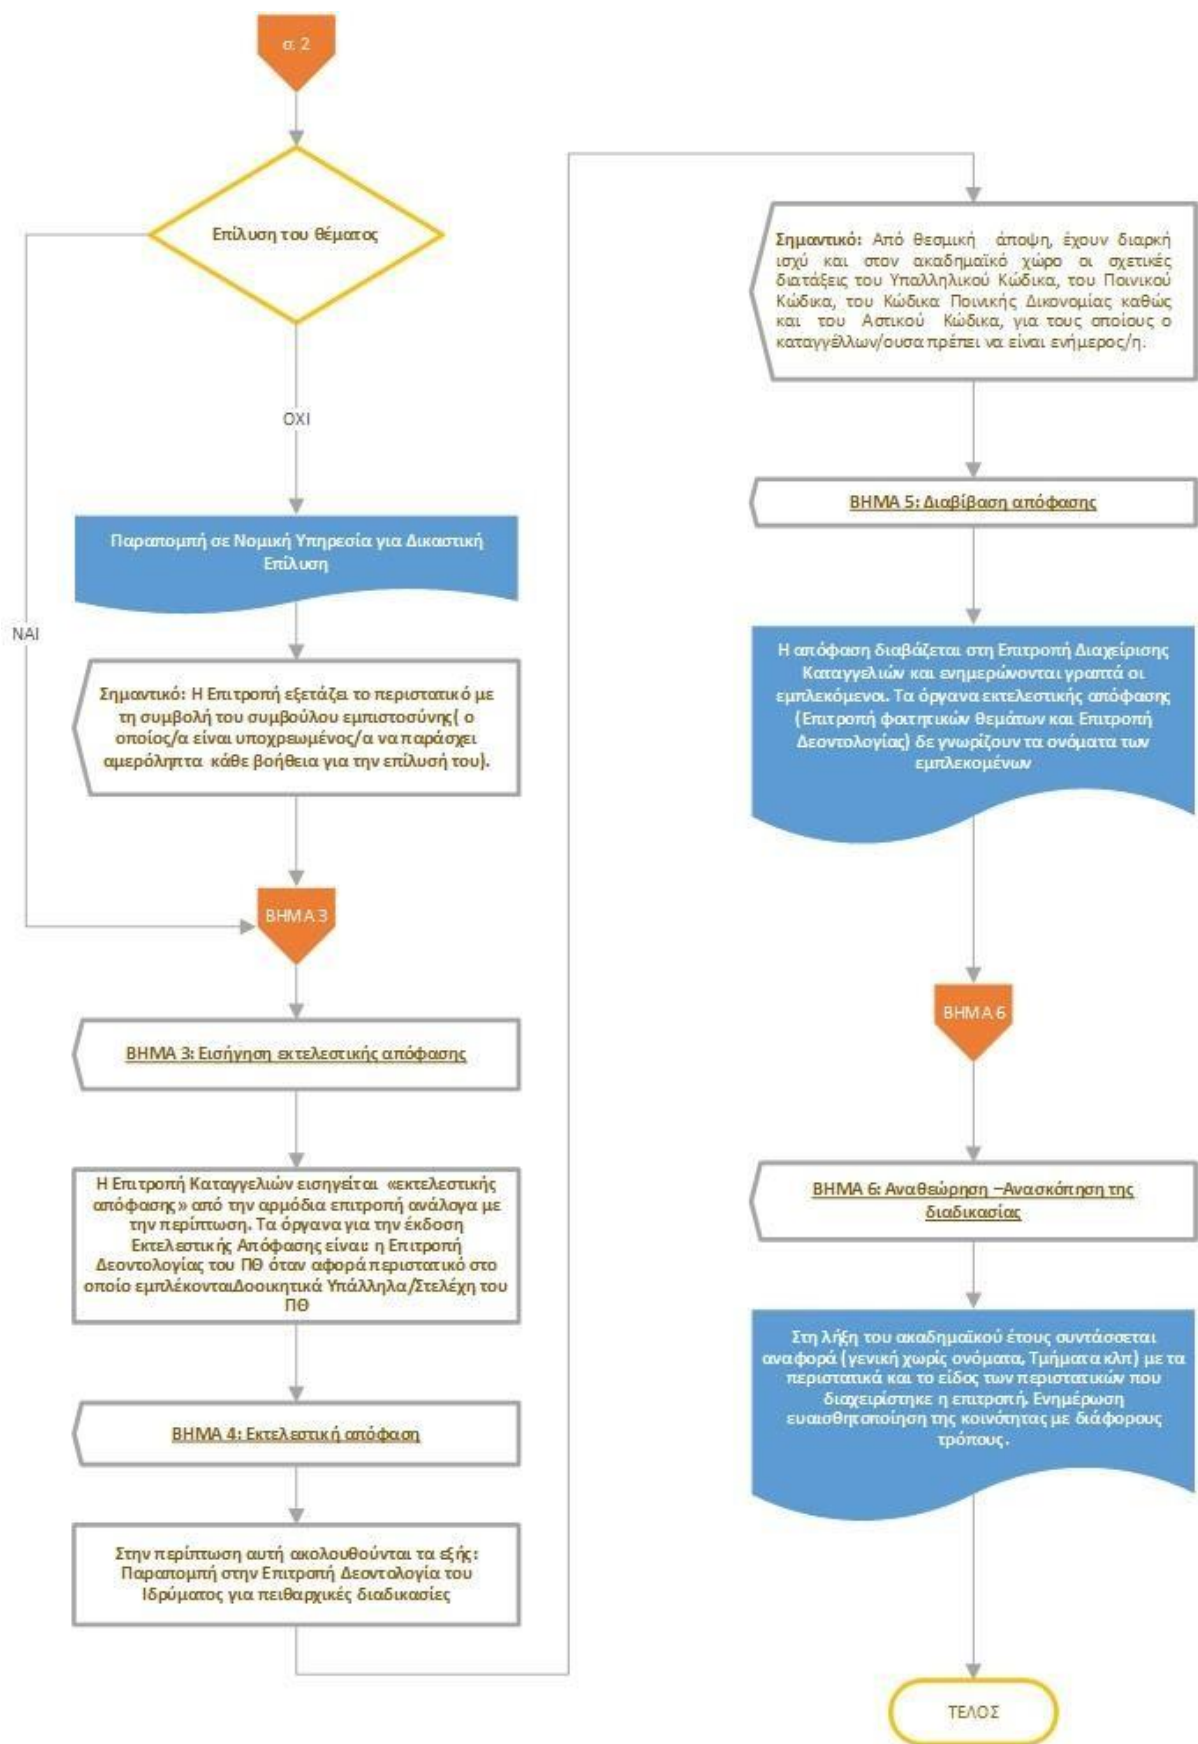 σ. 2
Επίλυση του θέματος
ΟΧΙ
ΝΑΙ
Παραπομπή σε Νομική Υπηρεσία για Δικαστική
Επίλυση
Σημαντικό: Η Επιτροπή εξετάζει το περιστατικό με
τη συμβολή του συμβούλου εμπιστοσύνης( ο
οποίος/α είναι υποχρεωμένος/α να παράσχει
αμερόληπτα κάθε βοήθεια για την επίλυσή του).
ΒΗΜΑ 3
ΒΗΜΑ 3: Εισήγηση εκτελεστικής απόφασης
Η Επιτροπή Καταγγελιών εισηγείται «εκτελεστικής
απόφασης» από την αρμόδια επιτροπή ανάλογα με
την περίπτωση. Τα όργανα για την έκδοση
Εκτελεστικής Απόφασης είναι: η Επιτροπή
Δεοντολογίας του ΠΘ όταν αφορά περιστατικό στο
οποίο εμπλέκονταιΔοοικητικά Υπάλληλα/Στελέχη του
ΠΘ
ΒΗΜΑ 4: Εκτελεστική απόφαση
Στην περίπτωση αυτή ακολουθούνται τα εξής:
Παραπομπή στην Επιτροπή Δεοντολογία του
Ιδρύματος για πειθαρχικές διαδικασίες
Σημαντικό: Από θεσμική άποψη, έχουν διαρκή
ισχύ και στον ακαδημαϊκό χώρο οι σχετικές
διατάξεις του Υπαλληλικού Κώδικα, του Ποινικού
Κώδικα, του Κώδικα Ποινικής Δικονομίας καθώς
και του Αστικού Κώδικα, για τους οποίους ο
καταγγέλλων/ουσα πρέπει να είναι ενήμερος/η.
ΒΗΜΑ 5: Διαβίβαση απόφασης
Η απόφαση διαβάζεται στη Επιτροπή Διαχείρισης
Καταγγελιών και ενημερώνονται γραπτά οι
εμπλεκόμενοι. Τα όργανα εκτελεστικής απόφασης
(Επιτροπή φοιτητικών θεμάτων και Επιτροπή
Δεοντολογίας) δε γνωρίζουν τα ονόματα των
εμπλεκομένων
ΒΗΜΑ 6
ΒΗΜΑ 6: Αναθεώρηση –Ανασκόπηση της
διαδικασίας
Στη λήξη του ακαδημαϊκού έτους συντάσσεται
αναφορά (γενική χωρίς ονόματα, Τμήματα κλπ) με τα
περιστατικά και το είδος των περιστατικών που
διαχειρίστηκε η επιτροπή. Ενημέρωση
ευαισθητοποίηση της κοινότητας με διάφορους
τρόπους.
ΤΕΛΟΣ